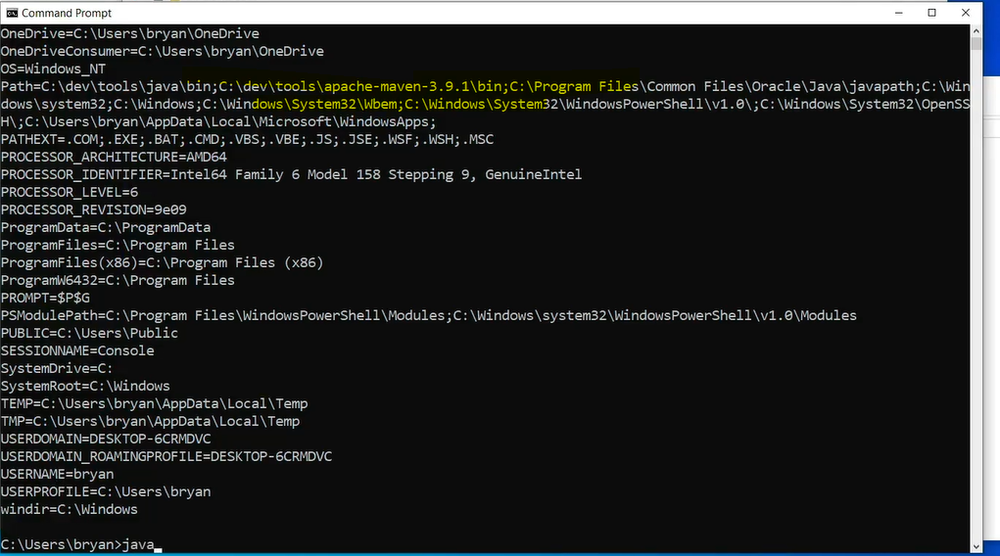 Command Prompt
OneDrive=C:\Users\bryan\OneDrive
OneDriveConsumer=C:\Users\bryan\OneDrive
OS=Windows_NT
Path=C:\dev\tools\java\bin;C:\dev\tools\apache-maven-3.9.1\bin;C:\Program Files\Common Files\Oracle\Java\javapath;C:\Win
dows\system32;C:\Windows;C:\Windows\System32\Wbem;C:\Windows\System32\WindowsPowerShell\v1.0\;C:\Windows\System32\OpenSS
H\;C:\Users\bryan\AppData\Local\Microsoft\WindowsApps;
PATHEXT=.COM;.EXE;.BAT;.CMD;.VBS;.VBE;.JS;.JSE;.WSF;.WSH;.MSC
PROCESSOR_ARCHITECTURE=AMD64
PROCESSOR_IDENTIFIER=Intel64 Family 6 Model 158 Stepping 9, GenuineIntel
PROCESSOR_LEVEL=6
PROCESSOR_REVISION=9e09
ProgramData=C:\ProgramData
ProgramFiles=C:\Program Files
ProgramFiles(x86)=C:\Program Files (x86)
ProgramW6432=C:\Program Files
PROMPT=$P$G
PSModulePath=C:\Program Files\WindowsPowerShell\Modules;C:\Windows\system32\WindowsPowerShell\v1.0\Modules
PUBLIC=C:\Users\Public
SESSIONNAME=Console
SystemDrive=C:
SystemRoot=C:\Windows
TEMP=C:\Users\bryan\AppData\Local\Temp
TMP=C:\Users\bryan\AppData\Local\Temp
USERDOMAIN=DESKTOP-6CRMDVC
USERDOMAIN_ROAMINGPROFILE=DESKTOP-6CRMDVC
USERNAME=bryan
USERPROFILE=C:\Users\bryan
windir=C:\Windows
C:\Users\bryan>java